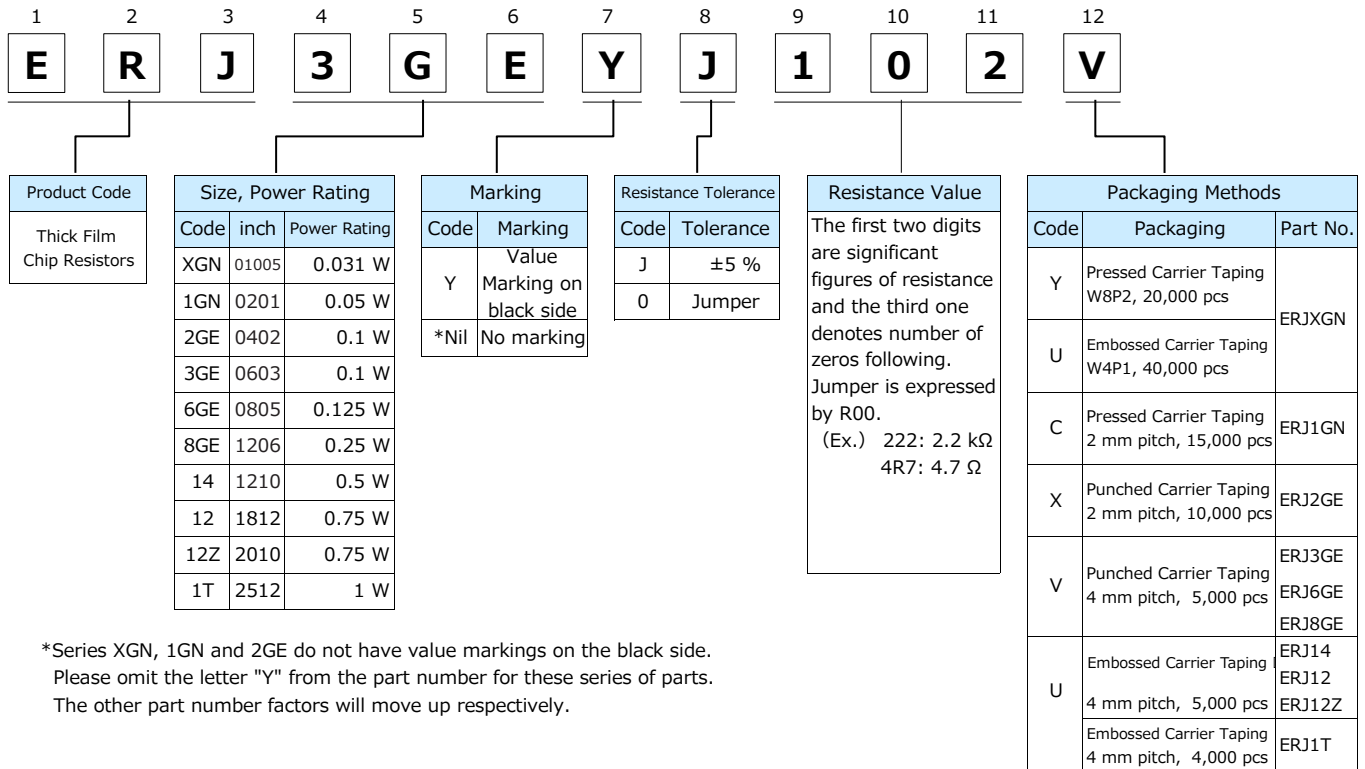 1 2 3 4 5 6 7 8 9 10 11 12
E R J 3 G E Y J 1 0 2 V
Product Code
Thick Film
Chip Resistors
Size, Power Rating
Code inch Power Rating
XGN 01005 0.031 W
1GN 0201 0.05 W
2GE 0402 0.1 W
3GE 0603 0.1 W
6GE 0805 0.125 W
8GE 1206 0.25 W
14 1210 0.5 W
12 1812 0.75 W
12Z 2010 0.75 W
1T 2512 1 W
Marking
Code Marking
Y Value
Marking on
black side
*Nil No marking
Resistance Tolerance
Code Tolerance
J ±5 %
0 Jumper
Resistance Value
The first two digits
are significant
figures of resistance
and the third one
denotes number of
zeros following.
Jumper is expressed
by R00.
(Ex.) 222: 2.2 kΩ
4R7: 4.7 Ω
Packaging Methods
Code Packaging Part No.
Y Pressed Carrier Taping
W8P2, 20,000 pcs
ERJXGN
U Embossed Carrier Taping
W4P1, 40,000 pcs
C Pressed Carrier Taping
2 mm pitch, 15,000 pcs
ERJ1GN
X Punched Carrier Taping
2 mm pitch, 10,000 pcs
ERJ2GE
V Punched Carrier Taping
4 mm pitch, 5,000 pcs
ERJ3GE
ERJ6GE
ERJ8GE
U Embossed Carrier Taping
4 mm pitch, 5,000 pcs
ERJ14
ERJ12
ERJ12Z
Embossed Carrier Taping
4 mm pitch, 4,000 pcs
ERJ1T
*Series XGN, 1GN and 2GE do not have value markings on the black side.
Please omit the letter "Y" from the part number for these series of parts.
The other part number factors will move up respectively.